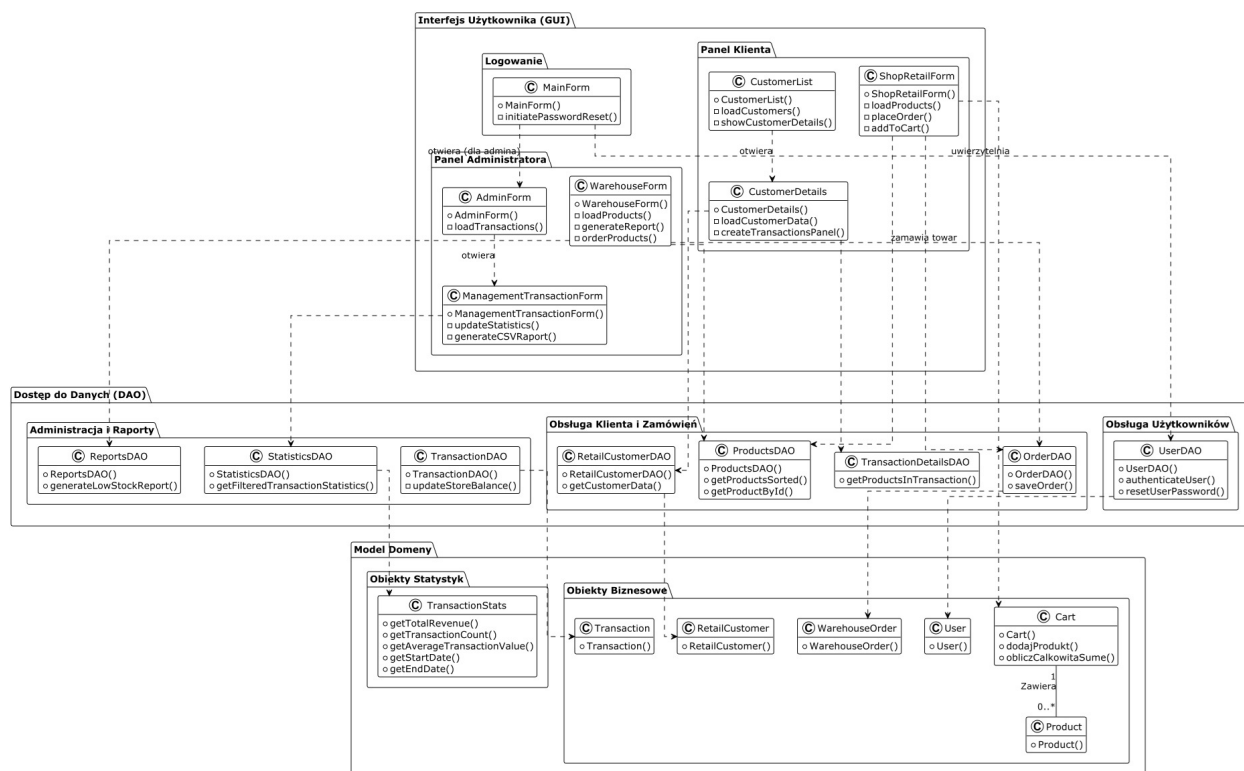 Interfejs Użytkownika (GUI)
Logowanie
C MainForm
MainForm()
initiatePasswordReset()
Panel Klienta
C CustomerList
CustomerList()
loadCustomers()
showCustomerDetails()
C ShopRetailForm
ShopRetailForm()
loadProducts()
placeOrder()
addToCart()
otwiera (dla admina)
otwiera
uwierzytelnia
Panel Administratora
C AdminForm
AdminForm()
loadTransactions()
C WarehouseForm
WarehouseForm()
loadProducts()
generateReport()
orderProducts()
C CustomerDetails
CustomerDetails()
loadCustomerData()
createTransactionsPanel()
zamawia towar
otwiera
C ManagementTransactionForm
ManagementTransactionForm()
updateStatistics()
generateCSVRaport()
Dostęp do Danych (DAO)
Administracja i Raporty
C ReportsDAO
ReportsDAO()
generateLowStockReport()
C StatisticsDAO
StatisticsDAO()
getFilteredTransactionStatistics()
C TransactionDAO
TransactionDAO()
updateStoreBalance()
Obsługa Klienta i Zamówień
C RetailCustomerDAO
RetailCustomerDAO()
getCustomerData()
C ProductsDAO
ProductsDAO()
getProductsSorted()
getProductById()
C TransactionDetailsDAO
getProductsInTransaction()
C OrderDAO
OrderDAO()
saveOrder()
Obsługa Użytkowników
C UserDAO
UserDAO()
authenticateUser()
resetUserPassword()
Model Domeny
Obiekty Statystyk
C TransactionStats
getTotalRevenue()
getTransactionCount()
getAverageTransactionValue()
getStartDate()
getEndDate()
Obiekty Biznesowe
C Transaction
Transaction()
C RetailCustomer
RetailCustomer()
C WarehouseOrder
WarehouseOrder()
C User
User()
C Cart
Cart()
dodajProdukt()
obliczCalkowitaSume()
1
Zawiera
0..*
C Product
Product()